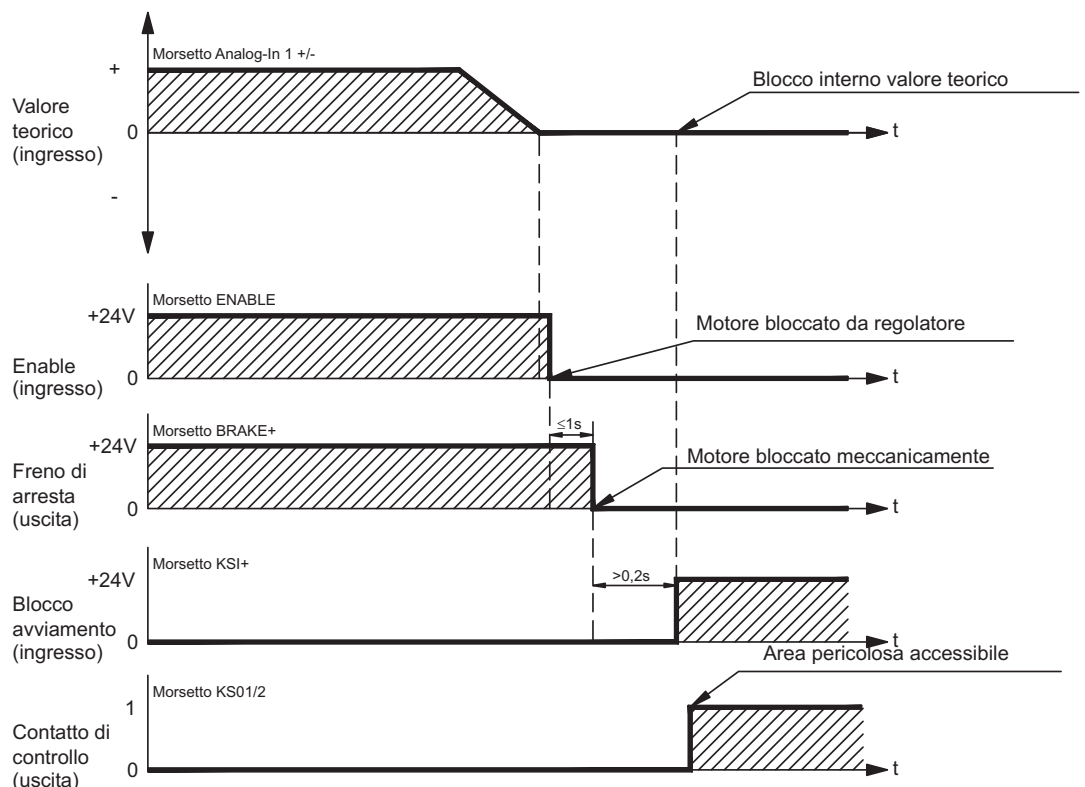 Morsetto Analog-In 1 +/-
Blocco interno valore teorico
+
Valore
teorico
(ingresso)
0
t
-
Morsetto ENABLE
+24V
Motore bloccato da regolatore
Enable
(ingresso)
0
t
Morsetto BRAKE+
≤1s
+24V
Motore bloccato meccanicamente
Freno di
arresta
(uscita)
0
t
Morsetto KSI+
+24V
>0,2s
Blocco
avviamento
(ingresso)
0
t
Area pericolosa accessibile
Morsetto KS01/2
1
Contatto di
controllo
(uscita)
0
t